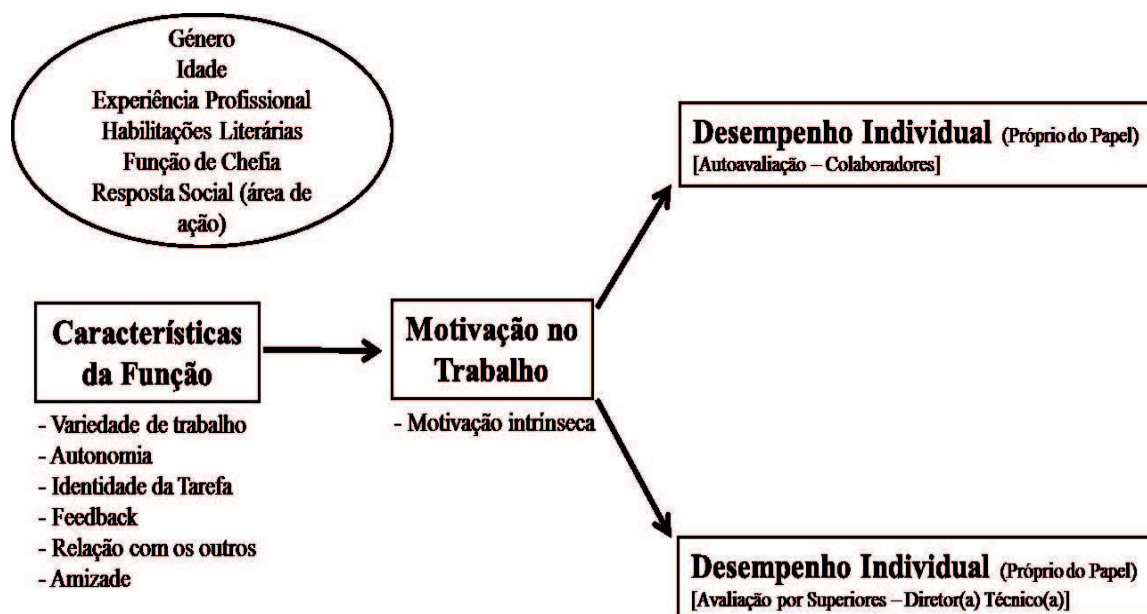 Género
Idade
Experiência Profissional
Habilitações Literárias
Função de Chefia
Resposta Social (área de
ação)
Desempenho Individual (Próprio do Papel)
[Autoavaliação – Colaboradores]
Características
da Função
- Variedade de trabalho
- Autonomia
- Identidade da Tarefa
- Feedback
- Relação com os outros
- Amizade
Motivação no
Trabalho
- Motivação intrínseca
Desempenho Individual (Próprio do Papel)
[Avaliação por Superiores – Diretor(a) Técnico(a)]